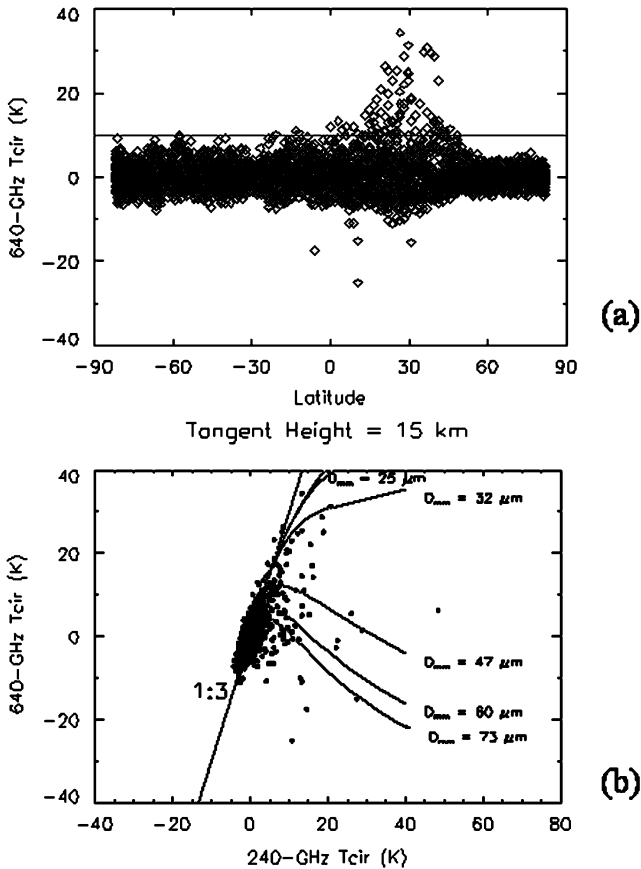 40
20
0
-20
-40
640-GHz Tcir (K)
-90 -60 -30 0 30 60 90
Latitude
(a)
Tangent Height = 15 km
40
20
0
-20
-40
640-GHz Tcir (K)
Dmm = 25 μm
Dmm = 32 μm
Dmm = 47 μm
Dmm = 60 μm
Dmm = 73 μm
1:3
-40 -20 0 20 40 60 80
240-GHz Tcir (K)
(b)